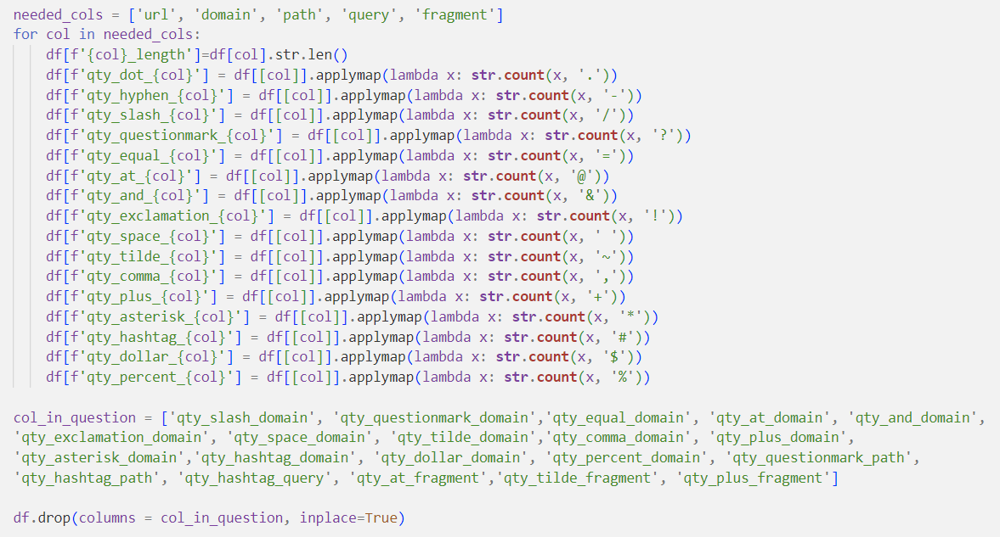 needed_cols = ['url', 'domain', 'path', 'query', 'fragment']
for col in needed_cols:
    df[f'{col}_length']=df[col].str.len()
    df[f'qty_dot_{col}'] = df[[col]].applymap(lambda x: str.count(x, '.'))
    df[f'qty_hyphen_{col}'] = df[[col]].applymap(lambda x: str.count(x, '-'))
    df[f'qty_slash_{col}'] = df[[col]].applymap(lambda x: str.count(x, '/'))
    df[f'qty_questionmark_{col}'] = df[[col]].applymap(lambda x: str.count(x, '?'))
    df[f'qty_equal_{col}'] = df[[col]].applymap(lambda x: str.count(x, '='))
    df[f'qty_at_{col}'] = df[[col]].applymap(lambda x: str.count(x, '@'))
    df[f'qty_and_{col}'] = df[[col]].applymap(lambda x: str.count(x, '&'))
    df[f'qty_exclamation_{col}'] = df[[col]].applymap(lambda x: str.count(x, '!'))
    df[f'qty_space_{col}'] = df[[col]].applymap(lambda x: str.count(x, ' '))
    df[f'qty_tilde_{col}'] = df[[col]].applymap(lambda x: str.count(x, '~'))
    df[f'qty_comma_{col}'] = df[[col]].applymap(lambda x: str.count(x, ','))
    df[f'qty_plus_{col}'] = df[[col]].applymap(lambda x: str.count(x, '+'))
    df[f'qty_asterisk_{col}'] = df[[col]].applymap(lambda x: str.count(x, '*'))
    df[f'qty_hashtag_{col}'] = df[[col]].applymap(lambda x: str.count(x, '#'))
    df[f'qty_dollar_{col}'] = df[[col]].applymap(lambda x: str.count(x, '$'))
    df[f'qty_percent_{col}'] = df[[col]].applymap(lambda x: str.count(x, '%'))
col_in_question = ['qty_slash_domain', 'qty_questionmark_domain','qty_equal_domain', 'qty_at_domain', 'qty_and_domain',
'qty_exclamation_domain', 'qty_space_domain', 'qty_tilde_domain','qty_comma_domain', 'qty_plus_domain',
'qty_asterisk_domain','qty_hashtag_domain', 'qty_dollar_domain', 'qty_percent_domain', 'qty_questionmark_path',
'qty_hashtag_path', 'qty_hashtag_query', 'qty_at_fragment','qty_tilde_fragment', 'qty_plus_fragment']
df.drop(columns = col_in_question, inplace=True)